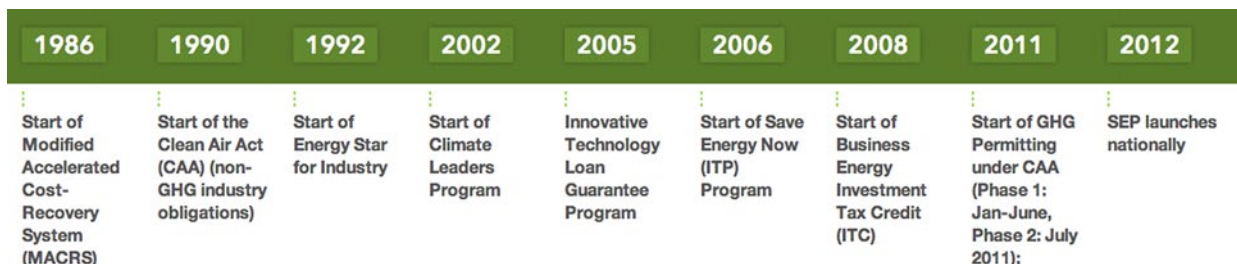 1986
1990
1992
2002
2005
2006
2008
2011
2012
Start of
Modified
Accelerated
Cost-
Recovery
System
(MACRS)
Start of the
Clean Air Act
(CAA) (non-
GHG industry
obligations)
Start of
Energy Star
for Industry
Start of
Climate
Leaders
Program
Innovative
Technology
Loan
Guarantee
Program
Start of Save
Energy Now
(ITP)
Program
Start of
Business
Energy
Investment
Tax Credit
(ITC)
Start of GHG
Permitting
under CAA
(Phase 1:
Jan-June,
Phase 2: July
2011):
SEP launches
nationally